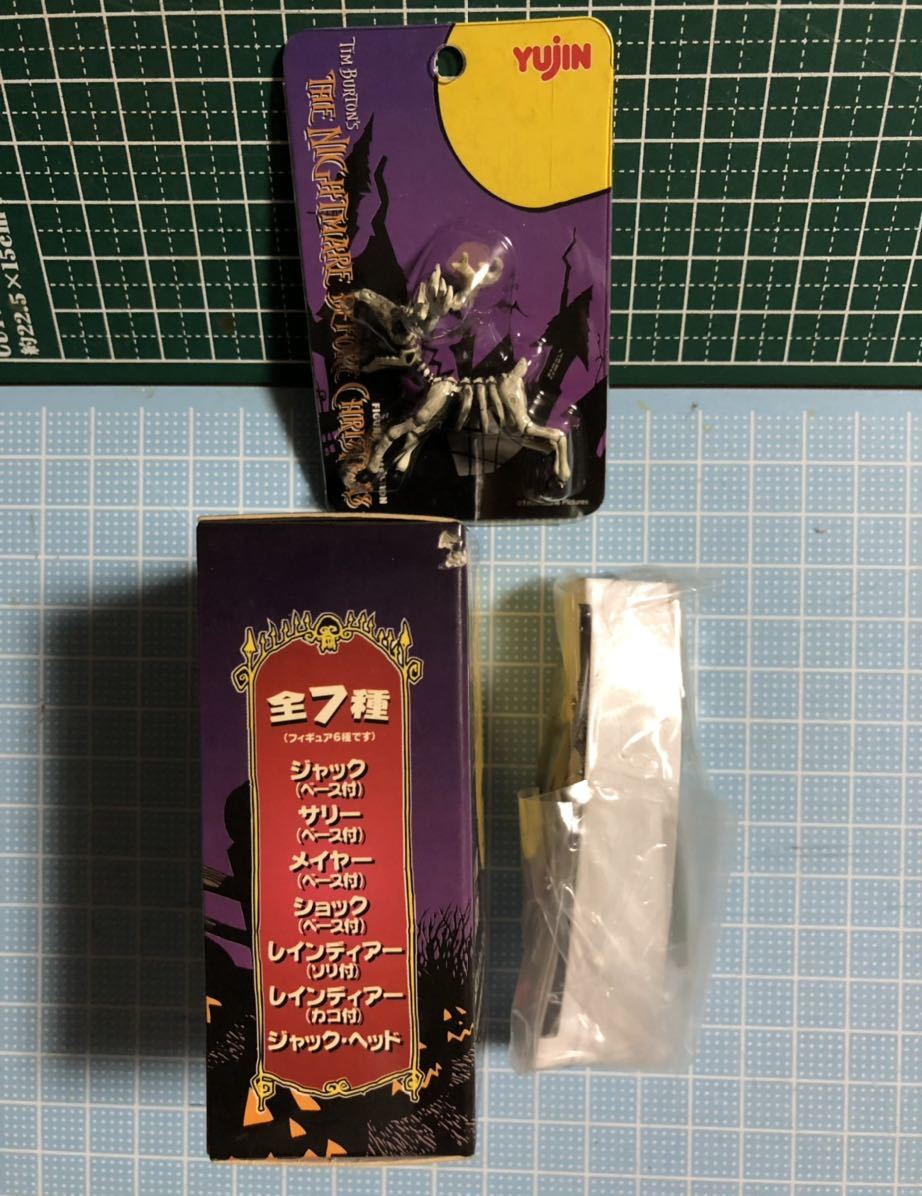 YUJIN
TIM BURTON'S
THE NIGHTMARE BEFORE CHRISTMAS
× 15cm
約22.5
全7種
(フィギュア6種です)
ジャック
(ベース付)
サリー
(ベース付)
メイヤー
(ベース付)
ショック
(ベース付)
レインディアー
(ソリ付)
レインディアー
(カゴ付)
ジャック・ヘッド